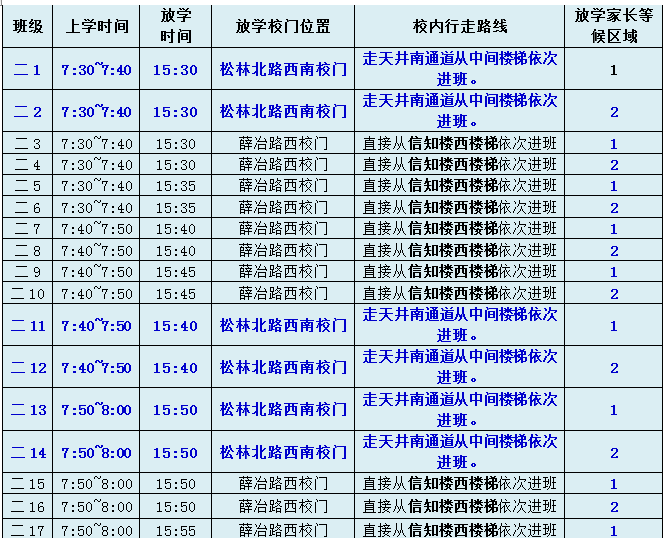 班级 上学时间 放学时间 放学校门位置 校内行走路线 放学家长等候区域
二1 7:30~7:40 15:30 松林北路西南校门 走天井南通道从中间楼梯依次进班。 1
二2 7:30~7:40 15:30 松林北路西南校门 走天井南通道从中间楼梯依次进班。 2
二3 7:30~7:40 15:30 薛冶路西校门 直接从信知楼西楼梯依次进班 1
二4 7:30~7:40 15:30 薛冶路西校门 直接从信知楼西楼梯依次进班 2
二5 7:30~7:40 15:35 薛冶路西校门 直接从信知楼西楼梯依次进班 1
二6 7:30~7:40 15:35 薛冶路西校门 直接从信知楼西楼梯依次进班 2
二7 7:40~7:50 15:40 薛冶路西校门 直接从信知楼西楼梯依次进班 1
二8 7:40~7:50 15:40 薛冶路西校门 直接从信知楼西楼梯依次进班 2
二9 7:40~7:50 15:45 薛冶路西校门 直接从信知楼西楼梯依次进班 1
二10 7:40~7:50 15:45 薛冶路西校门 直接从信知楼西楼梯依次进班 2
二11 7:40~7:50 15:40 松林北路西南校门 走天井南通道从中间楼梯依次进班。 1
二12 7:40~7:50 15:40 松林北路西南校门 走天井南通道从中间楼梯依次进班。 2
二13 7:50~8:00 15:50 松林北路西南校门 走天井南通道从中间楼梯依次进班。 1
二14 7:50~8:00 15:50 松林北路西南校门 走天井南通道从中间楼梯依次进班。 2
二15 7:50~8:00 15:50 薛冶路西校门 直接从信知楼西楼梯依次进班 1
二16 7:50~8:00 15:50 薛冶路西校门 直接从信知楼西楼梯依次进班 2
二17 7:50~8:00 15:55 薛冶路西校门 直接从信知楼西楼梯依次进班 1